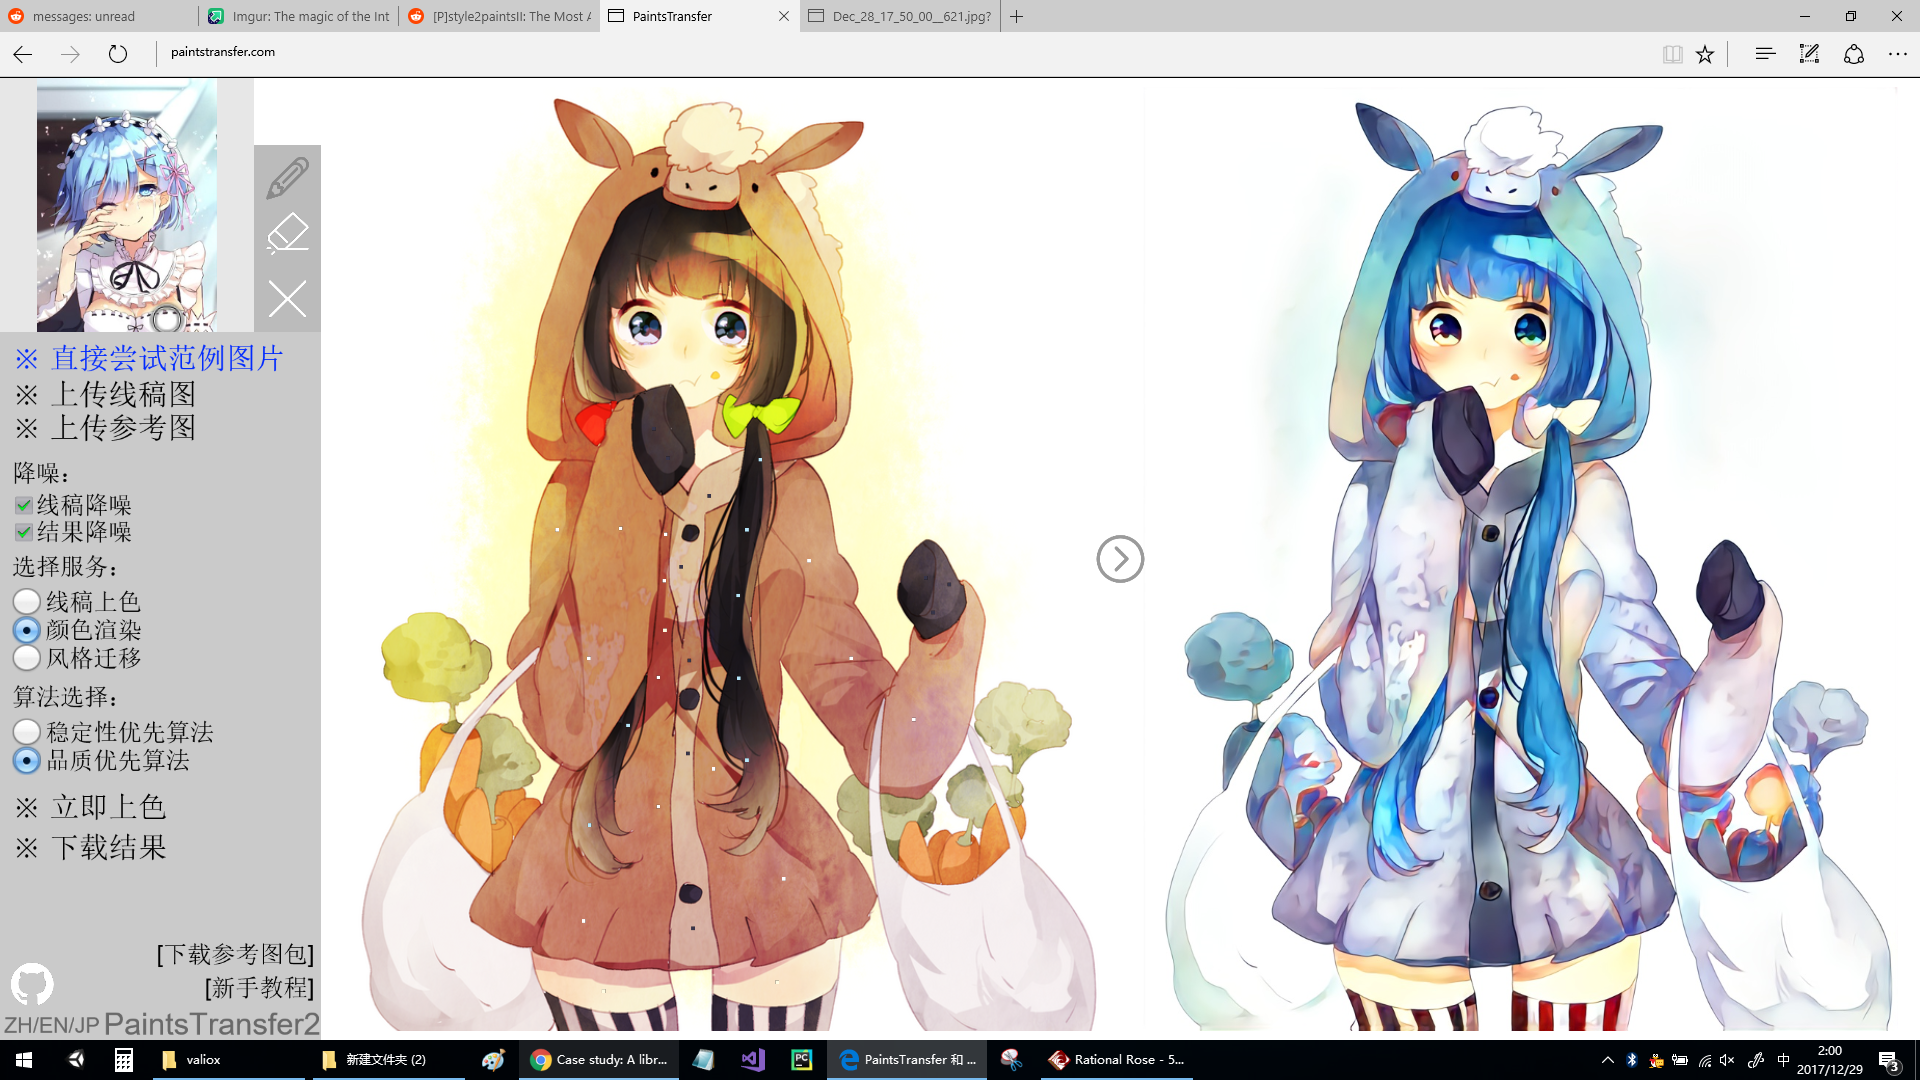 messages: unread
Imgur: The magic of the Int
[P]style2paintsII: The Most A
PaintsTransfer
Dec_28_17_50_00__621.jpg?
paintstransfer.com
※ 直接尝试范例图片
※ 上传线稿图
※ 上传参考图
降噪：
线稿降噪
结果降噪
选择服务：
线稿上色
颜色渲染
风格迁移
算法选择：
稳定性优先算法
品质优先算法
※ 立即上色
※ 下载结果
[下载参考图包]
[新手教程]
ZH/EN/JP PaintsTransfer2
valiox
新建文件夹 (2)
Case study: A libr...
PC
PaintsTransfer 和 ...
Rational Rose - 5...
中
2:00
2017/12/29
3